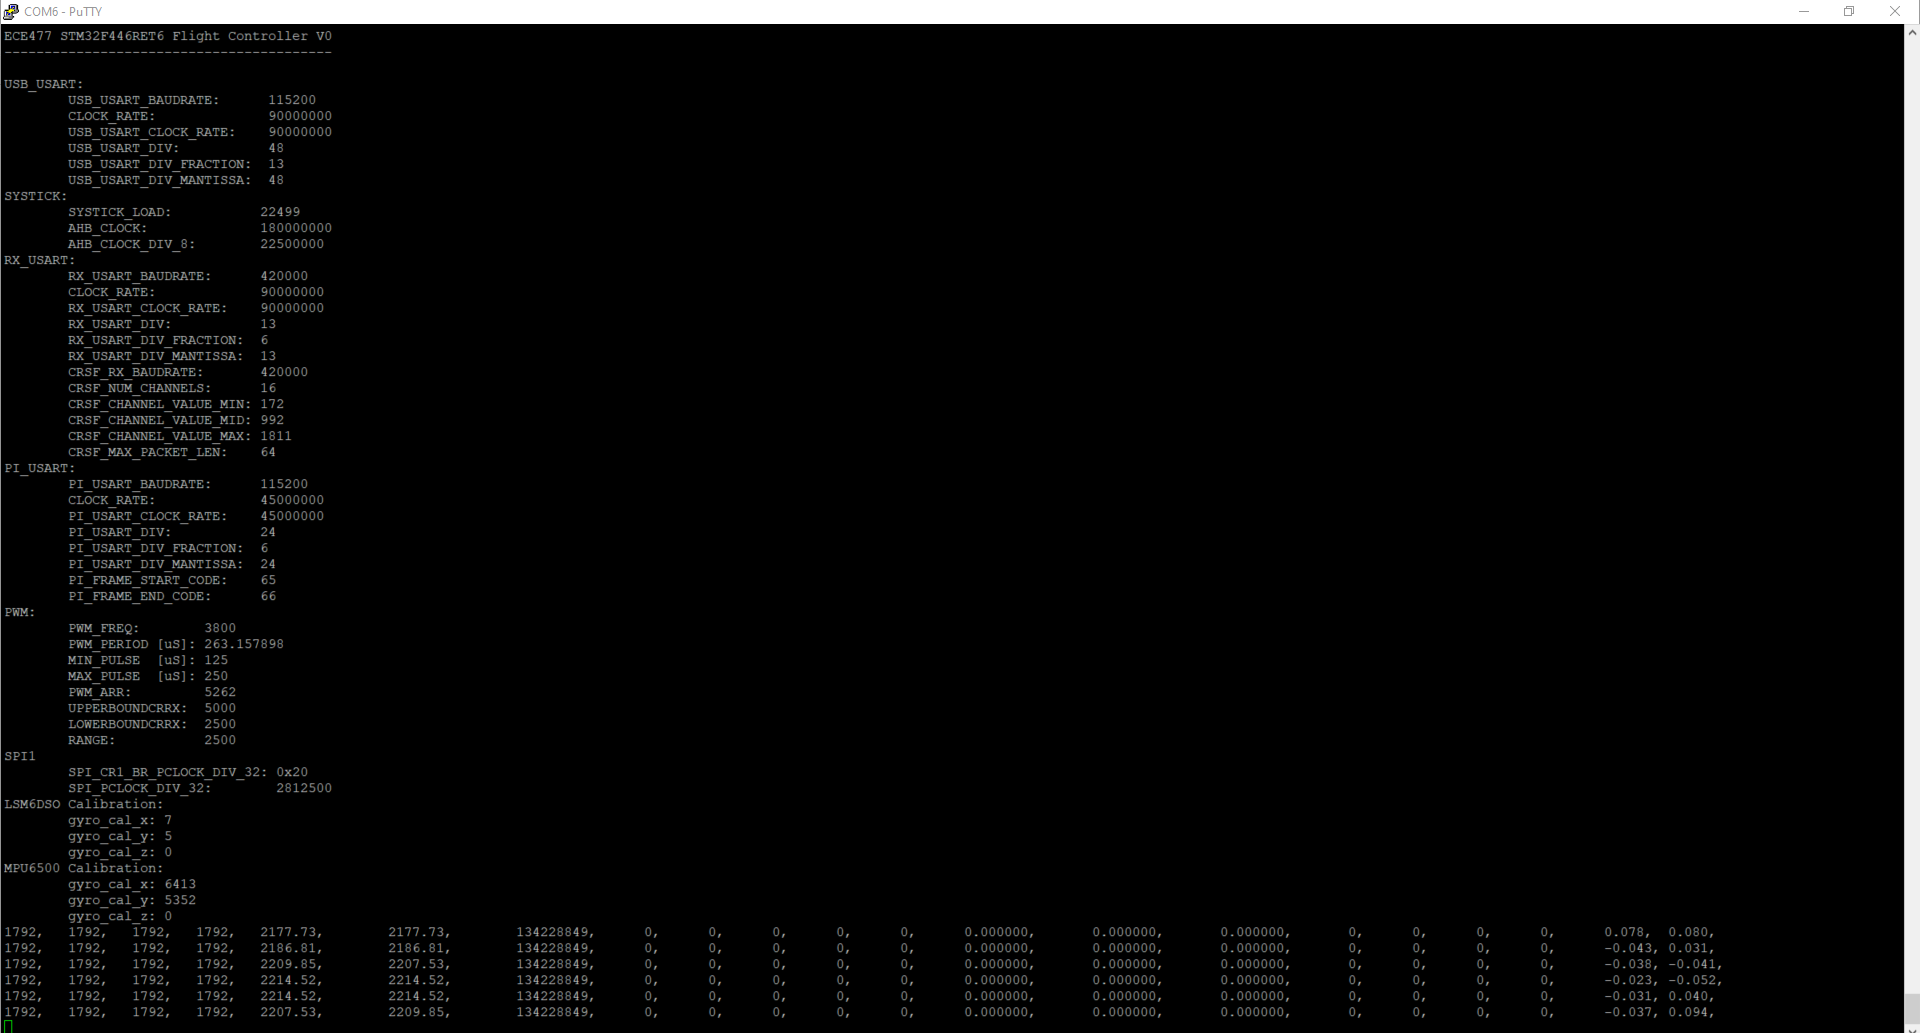 COM6 - PuTTY
ECE477 STM32F446RET6 Flight Controller V0
-----------------------------------------
USB_USART:
USB_USART_BAUDRATE: 115200
CLOCK_RATE: 90000000
USB_USART_CLOCK_RATE: 90000000
USB_USART_DIV: 48
USB_USART_DIV_FRACTION: 13
USB_USART_DIV_MANTISSA: 48
SYSTICK:
SYSTICK_LOAD: 22499
AHB_CLOCK: 180000000
AHB_CLOCK_DIV_8: 22500000
RX_USART:
RX_USART_BAUDRATE: 420000
CLOCK_RATE: 90000000
RX_USART_CLOCK_RATE: 90000000
RX_USART_DIV: 13
RX_USART_DIV_FRACTION: 6
RX_USART_DIV_MANTISSA: 13
CRSF_RX_BAUDRATE: 420000
CRSF_NUM_CHANNELS: 16
CRSF_CHANNEL_VALUE_MIN: 172
CRSF_CHANNEL_VALUE_MID: 992
CRSF_CHANNEL_VALUE_MAX: 1811
CRSF_MAX_PACKET_LEN: 64
PI_USART:
PI_USART_BAUDRATE: 115200
CLOCK_RATE: 45000000
PI_USART_CLOCK_RATE: 45000000
PI_USART_DIV: 24
PI_USART_DIV_FRACTION: 6
PI_USART_DIV_MANTISSA: 24
PI_FRAME_START_CODE: 65
PI_FRAME_END_CODE: 66
PWM:
PWM_FREQ: 3800
PWM_PERIOD [uS]: 263.157898
MIN_PULSE [uS]: 125
MAX_PULSE [uS]: 250
PWM_ARR: 5262
UPPERBOUNDCRRX: 5000
LOWERBOUNDCRRX: 2500
RANGE: 2500
SPI1
SPI_CR1_BR_PCLOCK_DIV_32: 0x20
SPI_PCLOCK_DIV_32: 2812500
LSM6DSO Calibration:
gyro_cal_x: 7
gyro_cal_y: 5
gyro_cal_z: 0
MPU6500 Calibration:
gyro_cal_x: 6413
gyro_cal_y: 5352
gyro_cal_z: 0
1792, 1792, 1792, 1792, 2177.73, 2177.73, 134228849, 0, 0, 0, 0, 0, 0.000000, 0.000000, 0.000000, 0, 0, 0, 0, 0.078, 0.080,
1792, 1792, 1792, 1792, 2186.81, 2186.81, 134228849, 0, 0, 0, 0, 0, 0.000000, 0.000000, 0.000000, 0, 0, 0, 0, -0.043, 0.031,
1792, 1792, 1792, 1792, 2209.85, 2207.53, 134228849, 0, 0, 0, 0, 0, 0.000000, 0.000000, 0.000000, 0, 0, 0, 0, -0.038, -0.041,
1792, 1792, 1792, 1792, 2214.52, 2214.52, 134228849, 0, 0, 0, 0, 0, 0.000000, 0.000000, 0.000000, 0, 0, 0, 0, -0.023, -0.052,
1792, 1792, 1792, 1792, 2214.52, 2214.52, 134228849, 0, 0, 0, 0, 0, 0.000000, 0.000000, 0.000000, 0, 0, 0, 0, -0.031, 0.040,
1792, 1792, 1792, 1792, 2207.53, 2209.85, 134228849, 0, 0, 0, 0, 0, 0.000000, 0.000000, 0.000000, 0, 0, 0, 0, -0.037, 0.094,